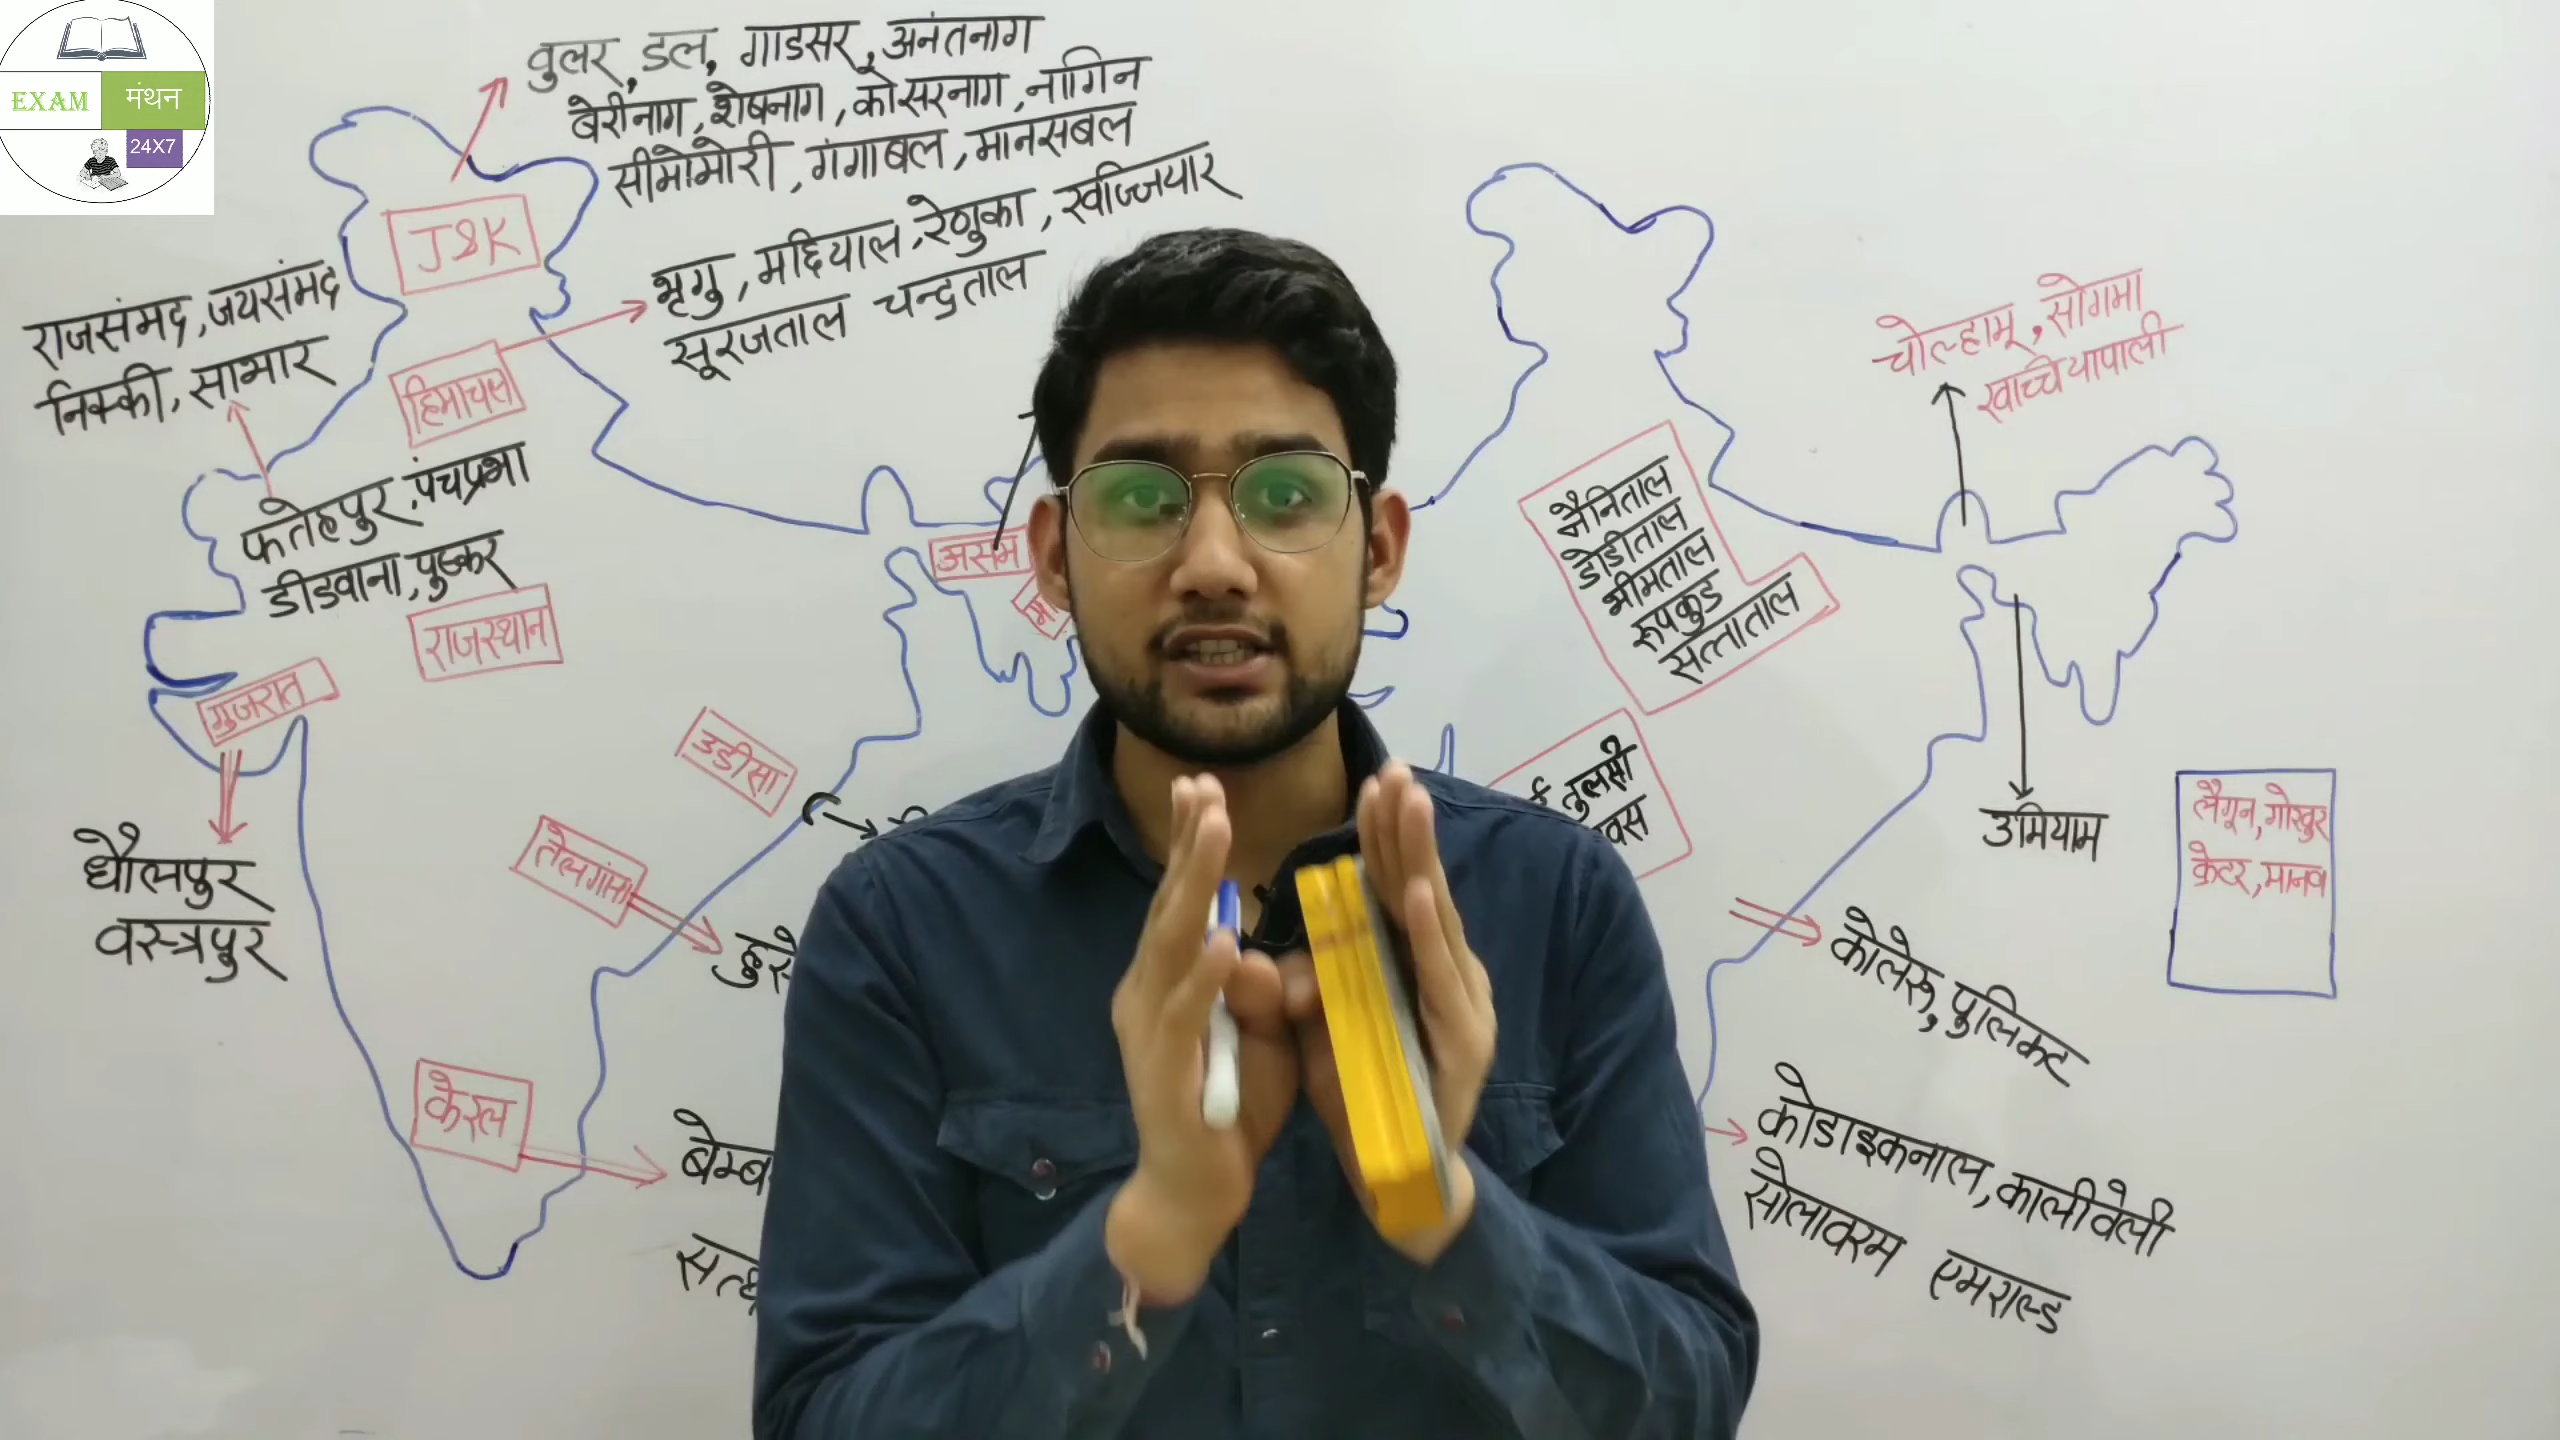 EXAM मंथन
24X7
वुलर, डल, गाडसर, अनंतनाग
बेरीनाग, शेषनाग, कोसरनाग, नागिन
सीमोमोरी, गंगाबल, मानसबल
J&K
भृगु, मद्दियाल, रेणुका, खज्जियार
सूरजताल चन्द्रताल
हिमाचल
राजसंमद, जयसंमद
निक्की, साभार
फतेहपुर, पंचप्रभा
डीडवाना, पुष्कर
राजस्थान
गुजरात
धौलपुर
वस्त्रपुर
असम
उडीसा
तेलगांना
केरल
नैनिताल
डोडीताल
भीमताल
रूपकुड
सत्ताताल
तुलसी
चोल्हामू, सोगमा
खाच्चियापाली
उमियाम
लैगून, गोखुर
क्रेटर, मानव
कोलेरू, पुलिकट
कोडाइकनाल, कालीवेली
सोलावरम एमराल्ड